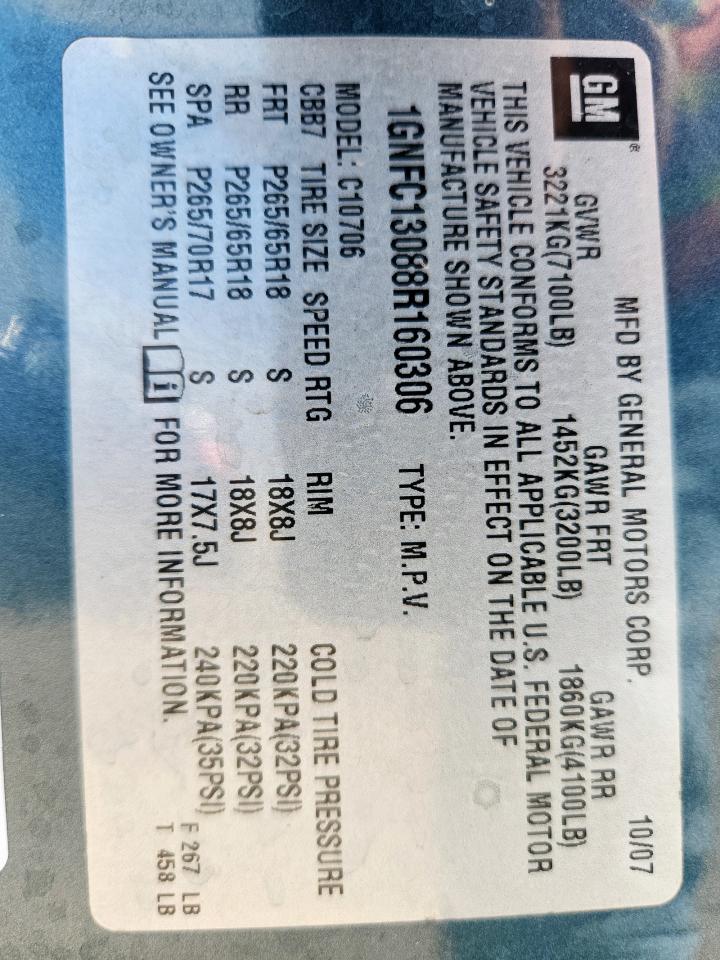 GM®
MFD BY GENERAL MOTORS CORP. 10/07
GVWR GAWR FRT GAWR RR
3221KG(7100LB) 1452KG(3200LB) 1860KG(4100LB)
THIS VEHICLE CONFORMS TO ALL APPLICABLE U.S. FEDERAL MOTOR
VEHICLE SAFETY STANDARDS IN EFFECT ON THE DATE OF
MANUFACTURE SHOWN ABOVE.
1GNFC13088R160306 TYPE: M.P.V.
MODEL: C10706
CBB7 TIRE SIZE SPEED RTG RIM COLD TIRE PRESSURE
FRT P265/65R18 S 18X8J 220KPA(32PSI)
RR P265/65R18 S 18X8J 220KPA(32PSI)
SPA P265/70R17 S 17X7.5J 240KPA(35PSI)
SEE OWNER'S MANUAL i FOR MORE INFORMATION.
F 267 LB
T 458 LB